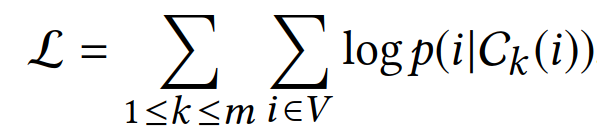 ℒ = ∑_{1≤k≤m} ∑_{i∈V} log p(i|𝒞_k(i))